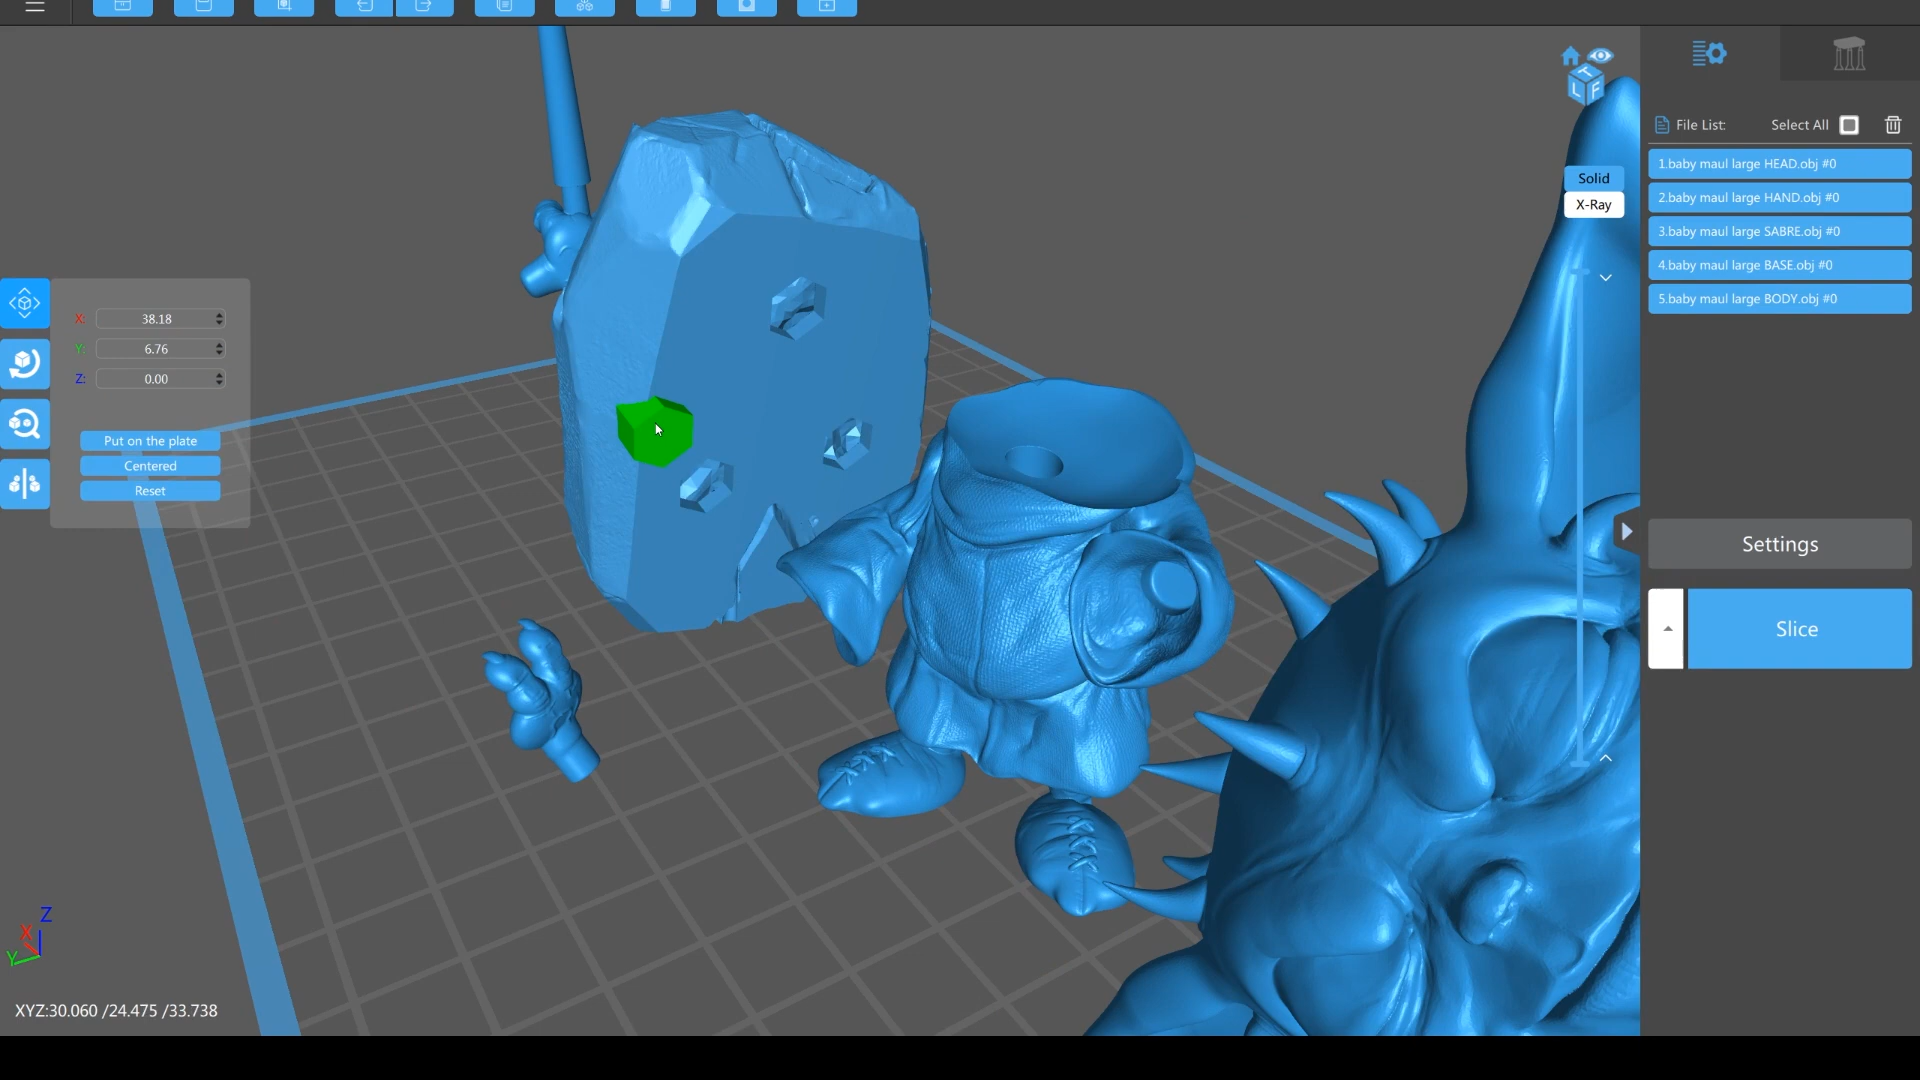 File List:
Select All
1.baby maul large HEAD.obj #0
2.baby maul large HAND.obj #0
3.baby maul large SABRE.obj #0
4.baby maul large BASE.obj #0
5.baby maul large BODY.obj #0
T
L F
Solid
X-Ray
X: 38.18
Y: 6.76
Z: 0.00
Put on the plate
Centered
Reset
Settings
Slice
Z
X
Y
XYZ:30.060 /24.475 /33.738